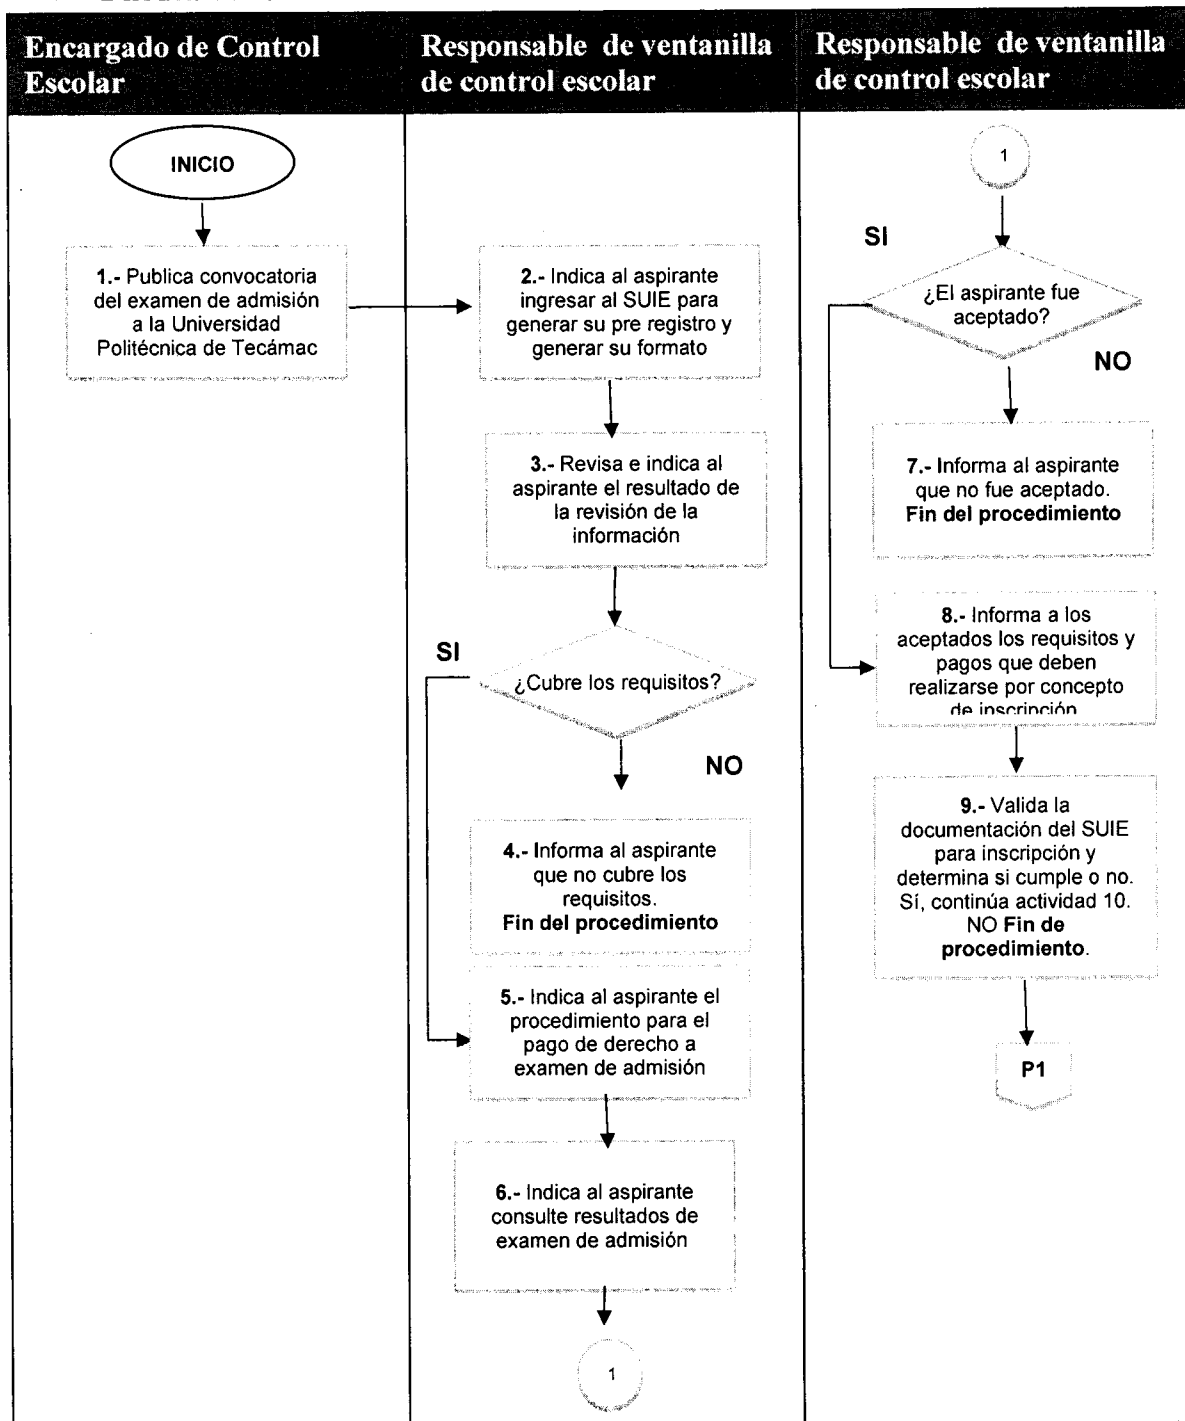 Encargado de Control
Escolar
Responsable de ventanilla
de control escolar
Responsable de ventanilla
de control escolar
INICIO
1.- Publica convocatoria
del examen de admisión
a la Universidad
Politécnica de Tecámac
2.- Indica al aspirante
ingresar al SUIE para
generar su pre registro y
generar su formato
3.- Revisa e indica al
aspirante el resultado de
la revisión de la
información
SI
¿Cubre los requisitos?
NO
4.- Informa al aspirante
que no cubre los
requisitos.
Fin del procedimiento
5.- Indica al aspirante el
procedimiento para el
pago de derecho a
examen de admisión
6.- Indica al aspirante
consulte resultados de
examen de admisión
1
1
SI
¿El aspirante fue
aceptado?
NO
7.- Informa al aspirante
que no fue aceptado.
Fin del procedimiento
8.- Informa a los
aceptados los requisitos y
pagos que deben
realizarse por concepto
de inscripción
9.- Valida la
documentación del SUIE
para inscripción y
determina si cumple o no.
Sí, continúa actividad 10.
NO Fin de
procedimiento.
P1